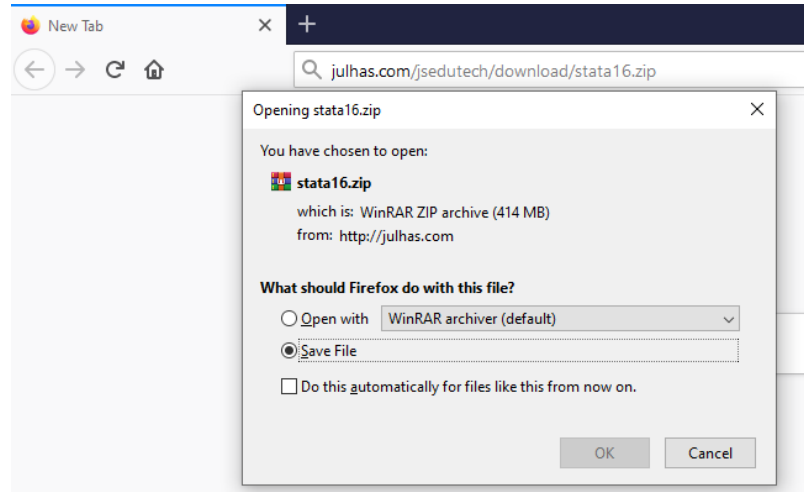 New Tab
julhas.com/jsedutech/download/stata16.zip
Opening stata16.zip
You have chosen to open:
stata16.zip
which is: WinRAR ZIP archive (414 MB)
from: http://julhas.com
What should Firefox do with this file?
Open with WinRAR archiver (default)
Save File
Do this automatically for files like this from now on.
OK Cancel